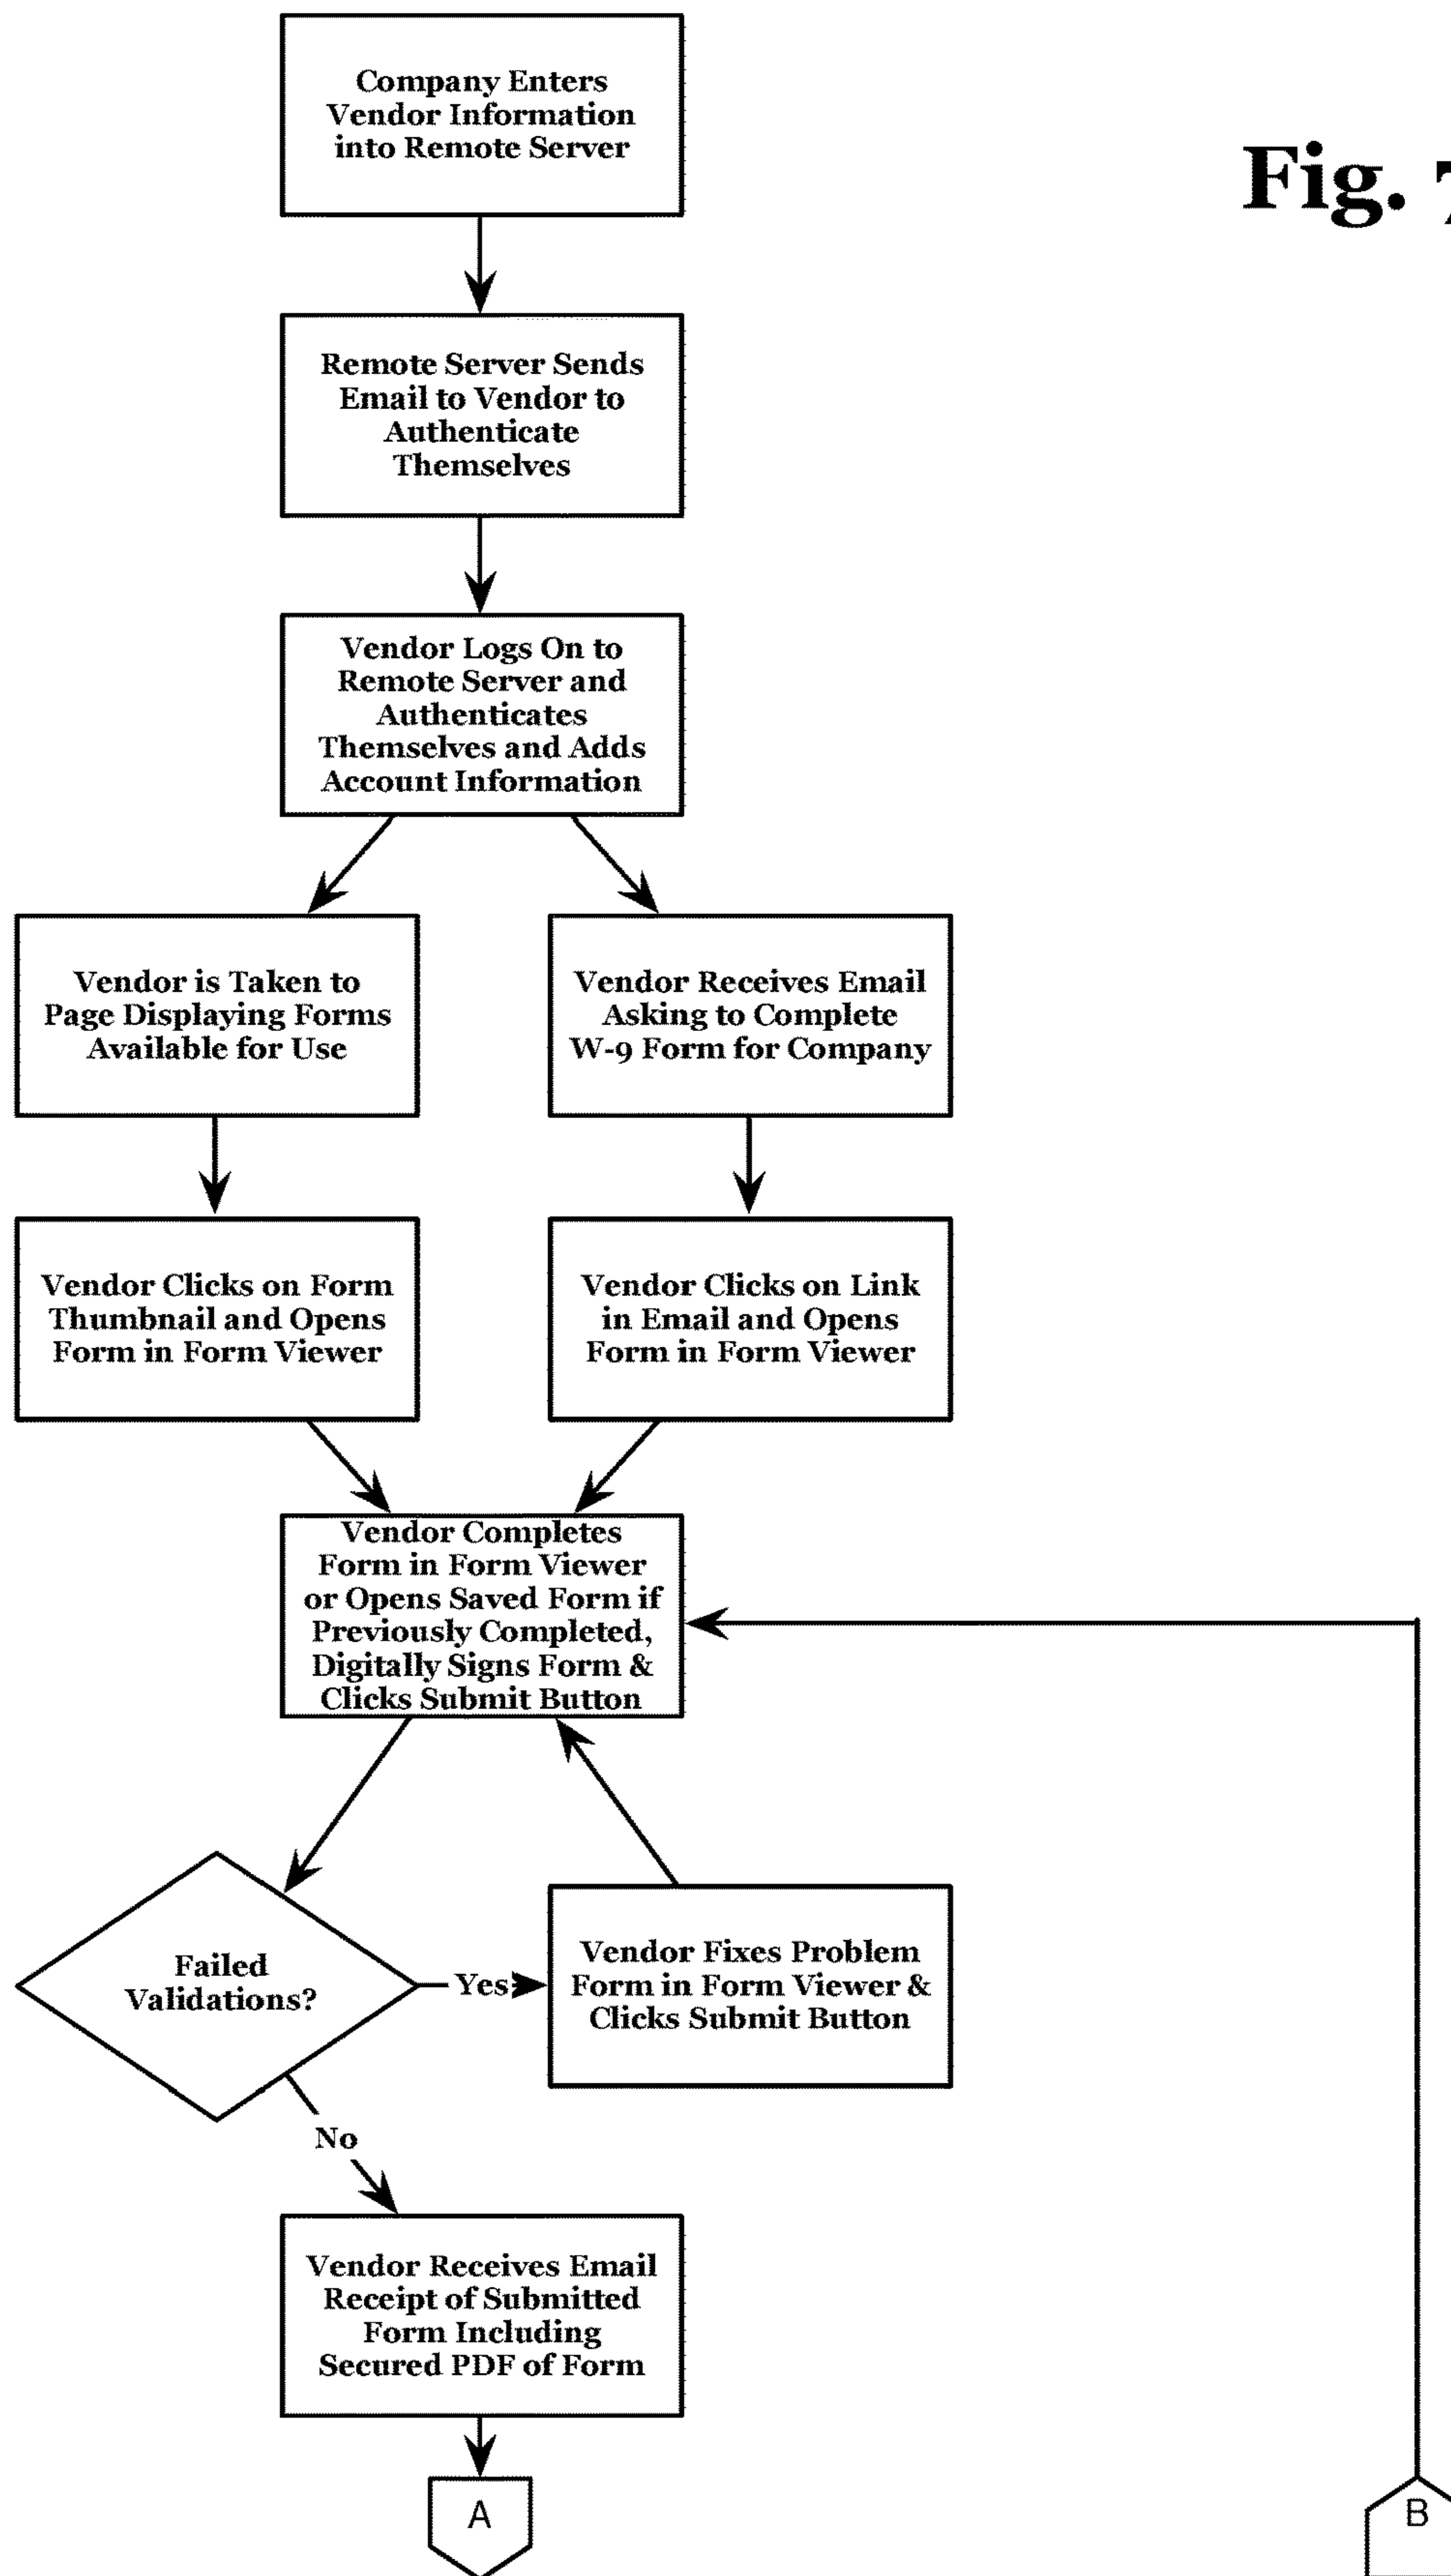 Company Enters
Vendor Information
into Remote Server
Fig. 7
Remote Server Sends
Email to Vendor to
Authenticate
Themselves
Vendor Logs On to
Remote Server and
Authenticates
Themselves and Adds
Account Information
Vendor is Taken to
Page Displaying Forms
Available for Use
Vendor Receives Email
Asking to Complete
W-9 Form for Company
Vendor Clicks on Form
Thumbnail and Opens
Form in Form Viewer
Vendor Clicks on Link
in Email and Opens
Form in Form Viewer
Vendor Completes
Form in Form Viewer
or Opens Saved Form if
Previously Completed,
Digitally Signs Form &
Clicks Submit Button
Failed
Validations?
Yes
Vendor Fixes Problem
Form in Form Viewer &
Clicks Submit Button
No
Vendor Receives Email
Receipt of Submitted
Form Including
Secured PDF of Form
A
B